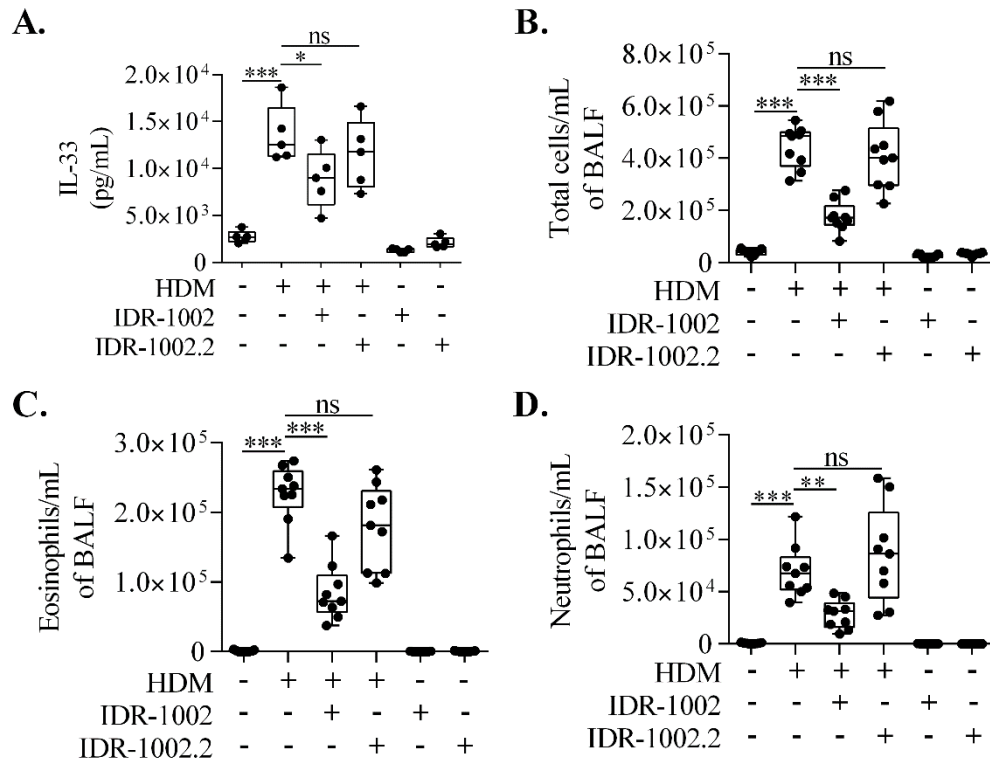 A.
ns
*
***
2.0×10⁴
1.5×10⁴
1.0×10⁴
5.0×10³
0
IL-33
(pg/mL)
HDM - + + + - -
IDR-1002 - - + - + -
IDR-1002.2 - - - + - +
B.
ns
***
***
8.0×10⁵
6.0×10⁵
4.0×10⁵
2.0×10⁵
0
Total cells/mL
of BALF
HDM - + + + - -
IDR-1002 - - + - + -
IDR-1002.2 - - - + - +
C.
ns
***
***
3.0×10⁵
2.0×10⁵
1.0×10⁵
0
Eosinophils/mL
of BALF
HDM - + + + - -
IDR-1002 - - + - + -
IDR-1002.2 - - - + - +
D.
ns
**
***
2.0×10⁵
1.5×10⁵
1.0×10⁵
5.0×10⁴
0
Neutrophils/mL
of BALF
HDM - + + + - -
IDR-1002 - - + - + -
IDR-1002.2 - - - + - +